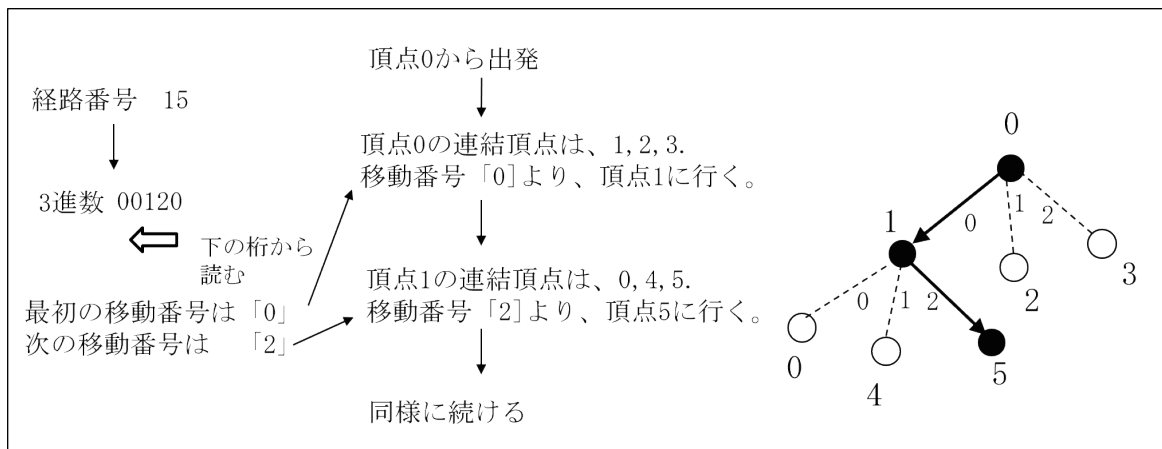 経路番号　15
3進数 00120
下の桁から
読む
最初の移動番号は「0」
次の移動番号は　「2」
頂点0から出発
頂点0の連結頂点は、1,2,3.
移動番号「0]より、頂点1に行く。
頂点1の連結頂点は、0,4,5.
移動番号「2]より、頂点5に行く。
同様に続ける
0
0
1
2
1
3
2
0
1
2
0
4
5